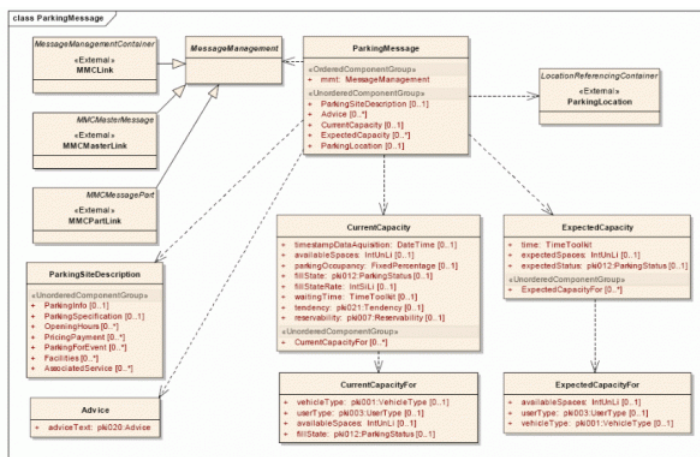 class ParkingMessage
MessageManagementContainer
«External»
MMCLink
MessageManagement
MMCMasterMessage
«External»
MMCMasterLink
MMCMessagePart
«External»
MMCPartLink
ParkingMessage
«OrderedComponentGroup»
+ mmt: MessageManagement
«UnorderedComponentGroup»
+ ParkingSiteDescription [0..1]
+ Advice [0..*]
+ CurrentCapacity [0..1]
+ ExpectedCapacity [0..*]
+ ParkingLocation [0..1]
LocationReferencingContainer
«External»
ParkingLocation
ParkingSiteDescription
«UnorderedComponentGroup»
+ ParkingInfo [0..1]
+ ParkingSpecification [0..1]
+ OpeningHours [0..*]
+ PricingPayment [0..*]
+ ParkingForEvent [0..*]
+ Facilities [0..*]
+ AssociatedService [0..*]
Advice
+ adviceText: pki020:Advice
CurrentCapacity
+ timestampDataAquisition: DateTime [0..1]
+ availableSpaces: IntUnLi [0..1]
+ parkingOccupancy: FixedPercentage [0..1]
+ fillState: pki012:ParkingStatus [0..1]
+ fillStateRate: IntSiLi [0..1]
+ waitingTime: TimeToolkit [0..1]
+ tendency: pki021:Tendency [0..1]
+ reservability: pki007:Reservability [0..1]
«UnorderedComponentGroup»
+ CurrentCapacityFor [0..*]
CurrentCapacityFor
+ vehicleType: pki001:VehicleType [0..1]
+ userType: pki003:UserType [0..1]
+ availableSpaces: IntUnLi [0..1]
+ fillState: pki012:ParkingStatus [0..1]
ExpectedCapacity
+ time: TimeToolkit
+ expectedSpaces: IntUnLi [0..1]
+ expectedStatus: pki012:ParkingStatus [0..1]
«UnorderedComponentGroup»
+ ExpectedCapacityFor [0..*]
ExpectedCapacityFor
+ availableSpaces: IntUnLi [0..1]
+ userType: pki003:UserType [0..1]
+ vehicleType: pki001:VehicleType [0..1]